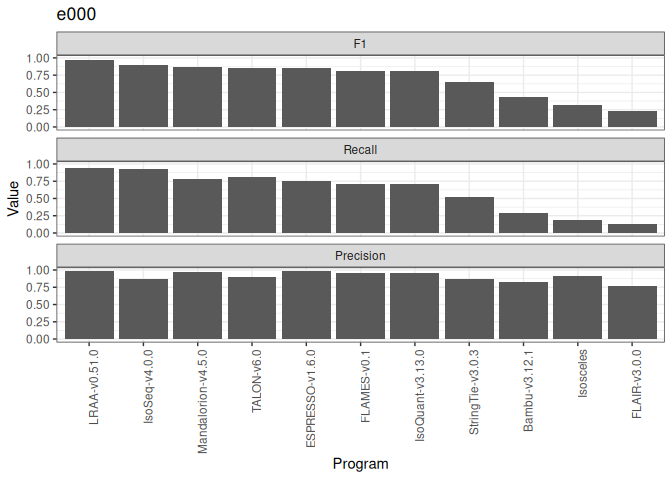 e000
F1
1.00
0.75
0.50
0.25
0.00
Recall
1.00
0.75
0.50
0.25
0.00
Precision
1.00
0.75
0.50
0.25
0.00
Value
LRAA-v0.51.0
IsoSeq-v4.0.0
Mandalorion-v4.5.0
TALON-v6.0
ESPRESSO-v1.6.0
FLAMES-v0.1
IsoQuant-v3.13.0
StringTie-v3.0.3
Bambu-v3.12.1
Isosceles
FLAIR-v3.0.0
Program